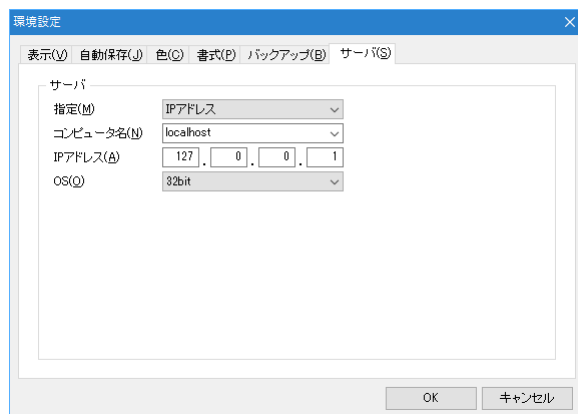 環境設定
表示(V) 自動保存(J) 色(C) 書式(P) バックアップ(B) サーバ(S)
サーバ
指定(M) IPアドレス
コンピュータ名(N) localhost
IPアドレス(A) 127 . 0 . 0 . 1
OS(O) 32bit
OK キャンセル